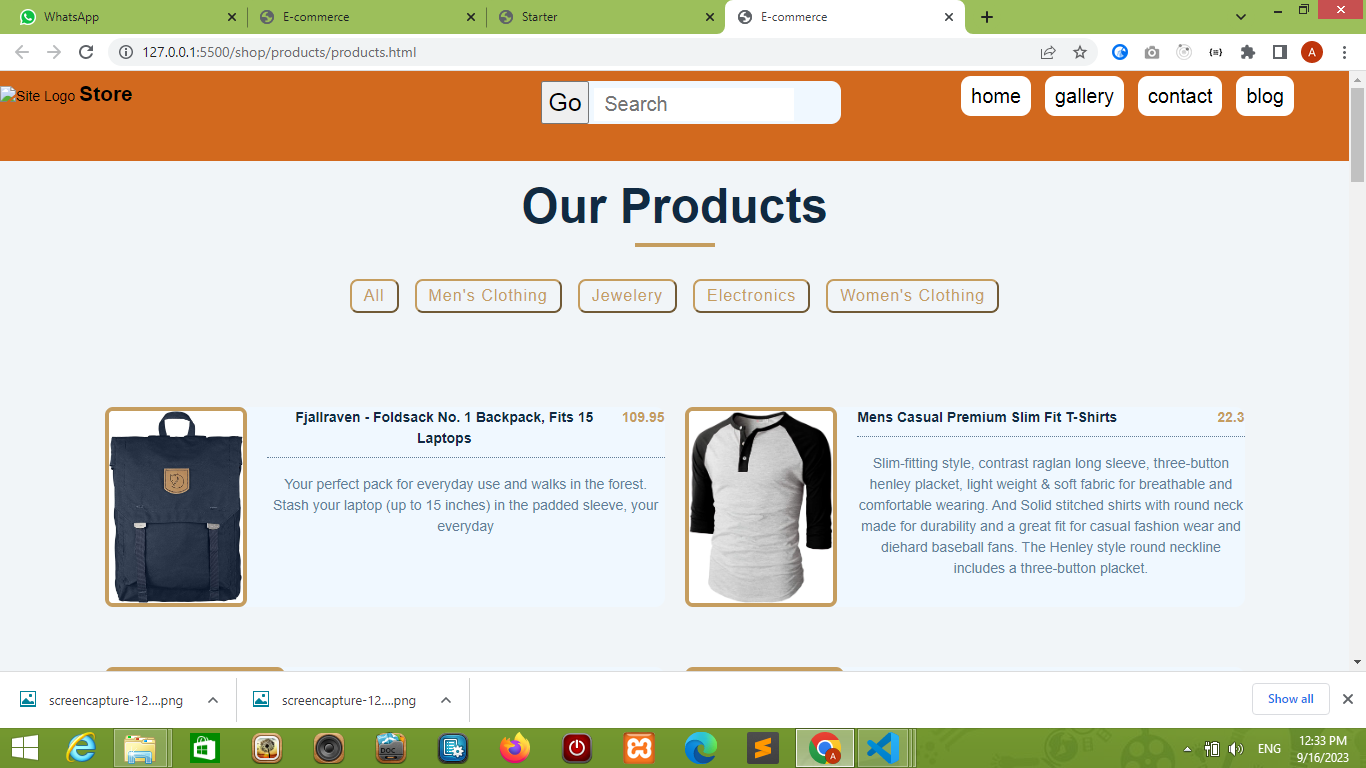 WhatsApp
E-commerce
Starter
E-commerce
127.0.0.1:5500/shop/products/products.html
A
Site Logo Store
Go Search
home gallery contact blog
Our Products
All Men's Clothing Jewelery Electronics Women's Clothing
Fjallraven - Foldsack No. 1 Backpack, Fits 15
Laptops
109.95
Your perfect pack for everyday use and walks in the forest.
Stash your laptop (up to 15 inches) in the padded sleeve, your
everyday
Mens Casual Premium Slim Fit T-Shirts 22.3
Slim-fitting style, contrast raglan long sleeve, three-button
henley placket, light weight & soft fabric for breathable and
comfortable wearing. And Solid stitched shirts with round neck
made for durability and a great fit for casual fashion wear and
diehard baseball fans. The Henley style round neckline
includes a three-button placket.
screencapture-12....png
screencapture-12....png
Show all
DOC
A
ENG
12:33 PM
9/16/2023